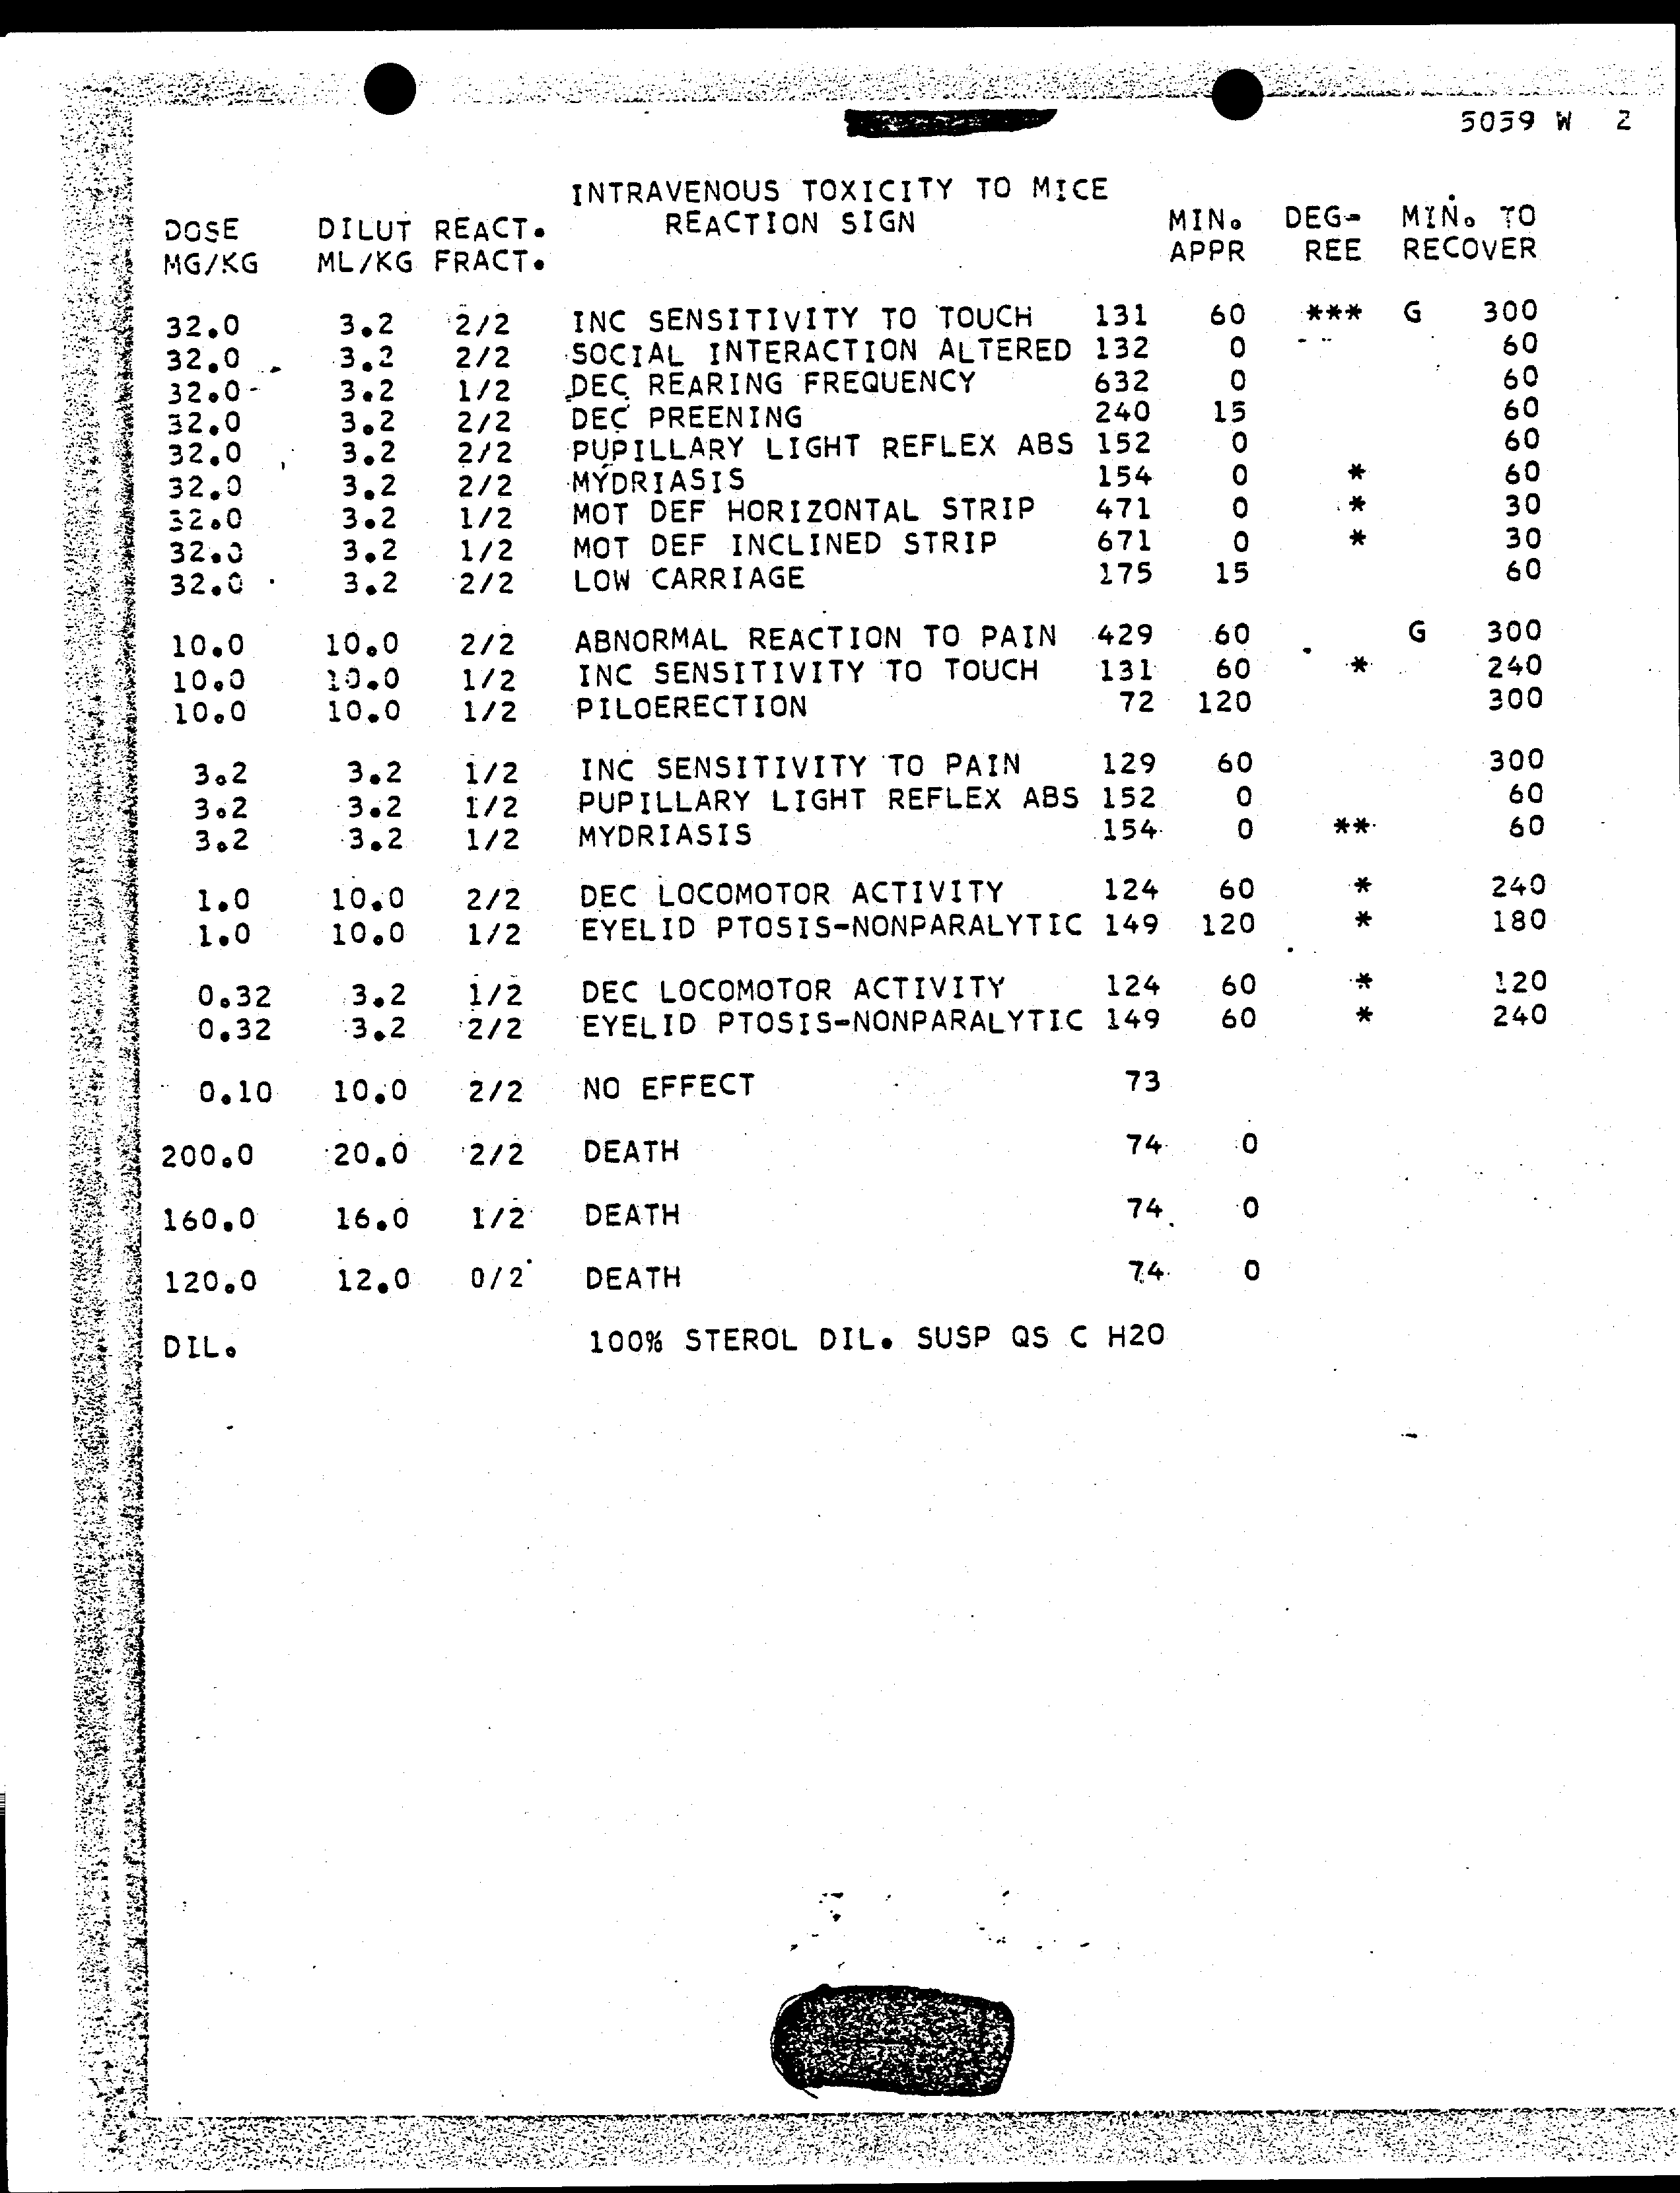 5059 W 2
INTRAVENOUS TOXICITY TO MICE
DOSE DILUT REACT. REACTION SIGN MIN. DEG- MIN. TO
MG/KG ML/KG FRACT. APPR REE RECOVER
32.0 3.2 2/2 INC SENSITIVITY TO TOUCH 131 60 *** G 300
32.0 3.2 2/2 SOCIAL INTERACTION ALTERED 132 0 60
32.0 3.2 1/2 DEC REARING FREQUENCY 632 0 60
32.0 3.2 2/2 DEC PREENING 240 15 60
32.0 3.2 2/2 PUPILLARY LIGHT REFLEX ABS 152 0 60
32.0 3.2 2/2 MYDRIASIS 154 0 * 60
32.0 3.2 1/2 MOT DEF HORIZONTAL STRIP 471 0 * 30
32.0 3.2 1/2 MOT DEF INCLINED STRIP 671 0 * 30
32.0 3.2 2/2 LOW CARRIAGE 175 15 60
10.0 10.0 2/2 ABNORMAL REACTION TO PAIN 429 60 G 300
10.0 10.0 1/2 INC SENSITIVITY TO TOUCH 131 60 * 240
10.0 10.0 1/2 PILOERECTION 72 120 300
3.2 3.2 1/2 INC SENSITIVITY TO PAIN 129 60 300
3.2 3.2 1/2 PUPILLARY LIGHT REFLEX ABS 152 0 60
3.2 3.2 1/2 MYDRIASIS 154 0 ** 60
1.0 10.0 2/2 DEC LOCOMOTOR ACTIVITY 124 60 * 240
1.0 10.0 1/2 EYELID PTOSIS-NONPARALYTIC 149 120 * 180
0.32 3.2 1/2 DEC LOCOMOTOR ACTIVITY 124 60 * 120
0.32 3.2 2/2 EYELID PTOSIS-NONPARALYTIC 149 60 * 240
0.10 10.0 2/2 NO EFFECT 73
200.0 20.0 2/2 DEATH 74 0
160.0 16.0 1/2 DEATH 74 0
120.0 12.0 0/2 DEATH 74 0
DIL. 100% STEROL DIL. SUSP QS C H2O